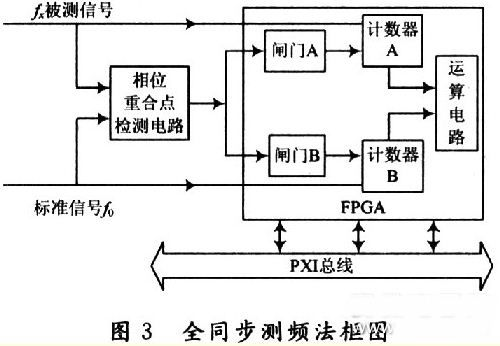 fx被测信号
相位
重合点
检测电路
标准信号f0
闸门A
计数器
A
闸门B
计数器
B
运
算
电
路
FPGA
PXI总线
图 3 全同步测频法框图